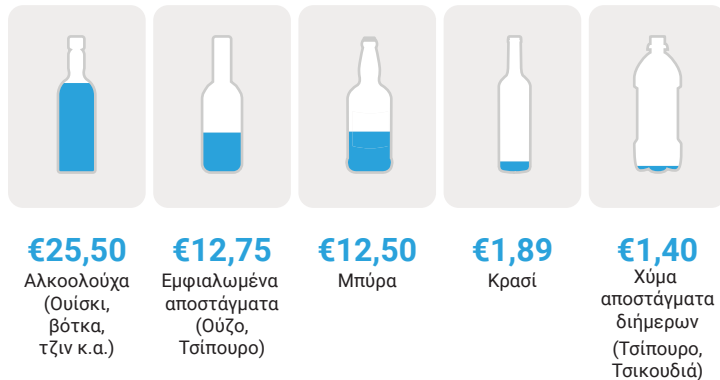 €25,50
Αλκοολούχα
(Ουίσκι,
βότκα,
τζιν κ.α.)
€12,75
Εμφιαλωμένα
αποστάγματα
(Ούζο,
Τσίπουρο)
€12,50
Μπύρα
€1,89
Κρασί
€1,40
Χύμα
αποστάγματα
διήμερων
(Τσίπουρο,
Τσικουδιά)